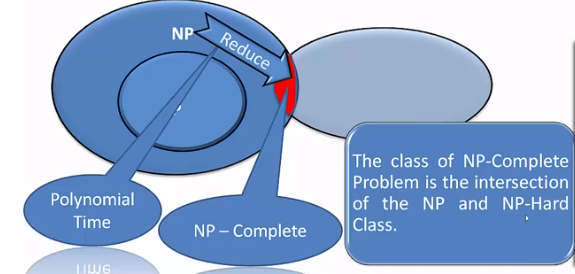 NP
Reduce
Polynomial
Time
NP – Complete
The class of NP-Complete
Problem is the intersection
of the NP and NP-Hard
Class.